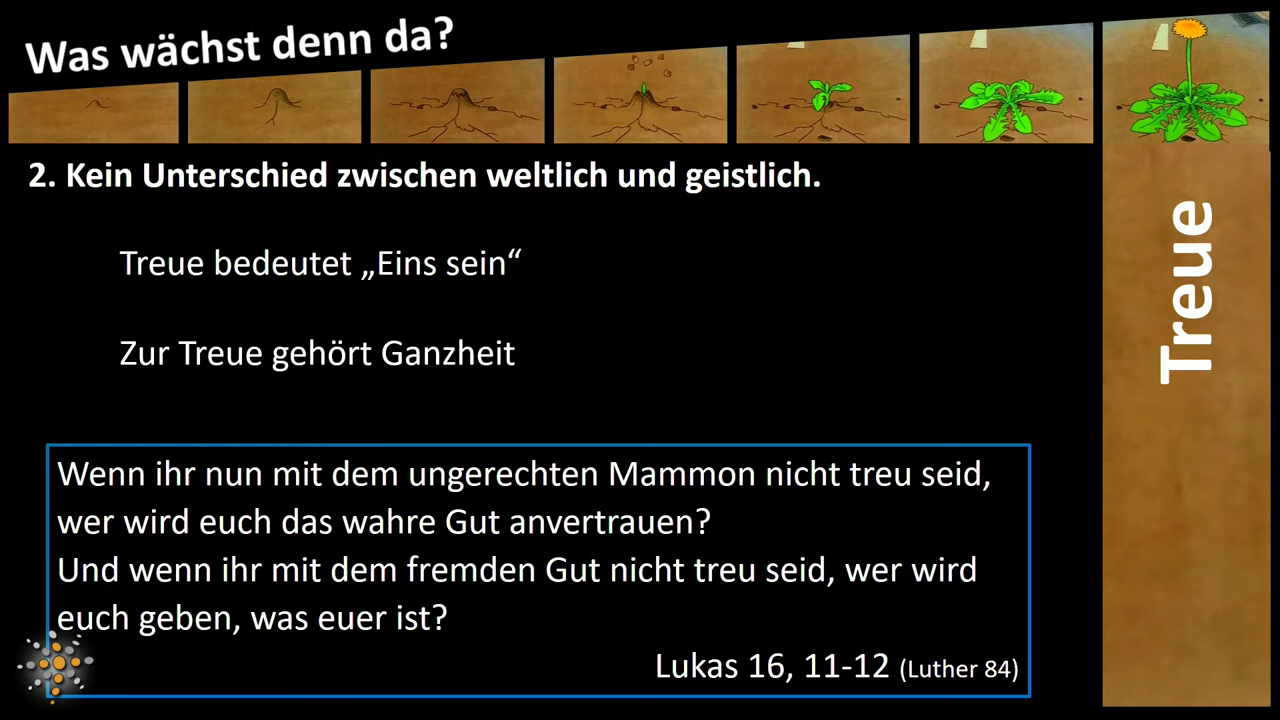 Was wächst denn da?
2. Kein Unterschied zwischen weltlich und geistlich.
Treue bedeutet „Eins sein“
Zur Treue gehört Ganzheit
Wenn ihr nun mit dem ungerechten Mammon nicht treu seid,
wer wird euch das wahre Gut anvertrauen?
Und wenn ihr mit dem fremden Gut nicht treu seid, wer wird
euch geben, was euer ist?
Lukas 16, 11-12 (Luther 84)
Treue